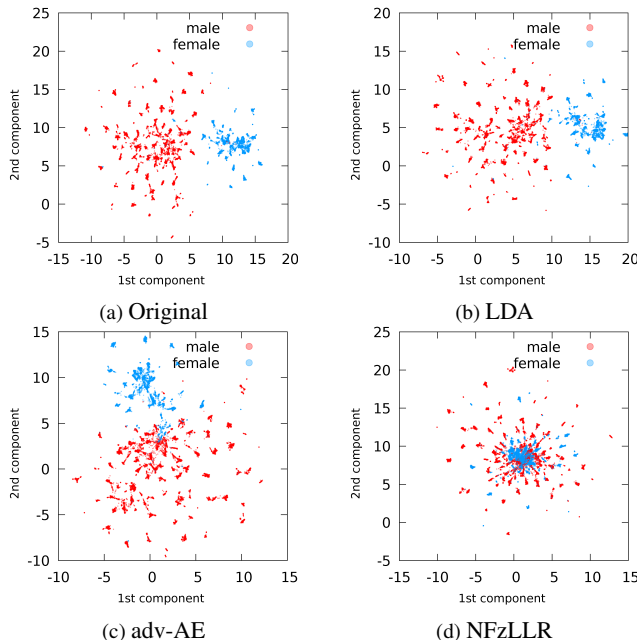 25
20
15
10
5
0
-5
-15
-10
-5
0
5
10
15
20
2nd component
1st component
male
female
(a) Original
25
20
15
10
5
0
-5
-10
-10
-5
0
5
10
15
20
2nd component
1st component
male
female
(b) LDA
15
10
5
0
-5
-10
-10
-5
0
5
10
15
2nd component
1st component
male
female
(c) adv-AE
25
20
15
10
5
0
-5
-15
-10
-5
0
5
10
15
2nd component
1st component
male
female
(d) NFzLLR